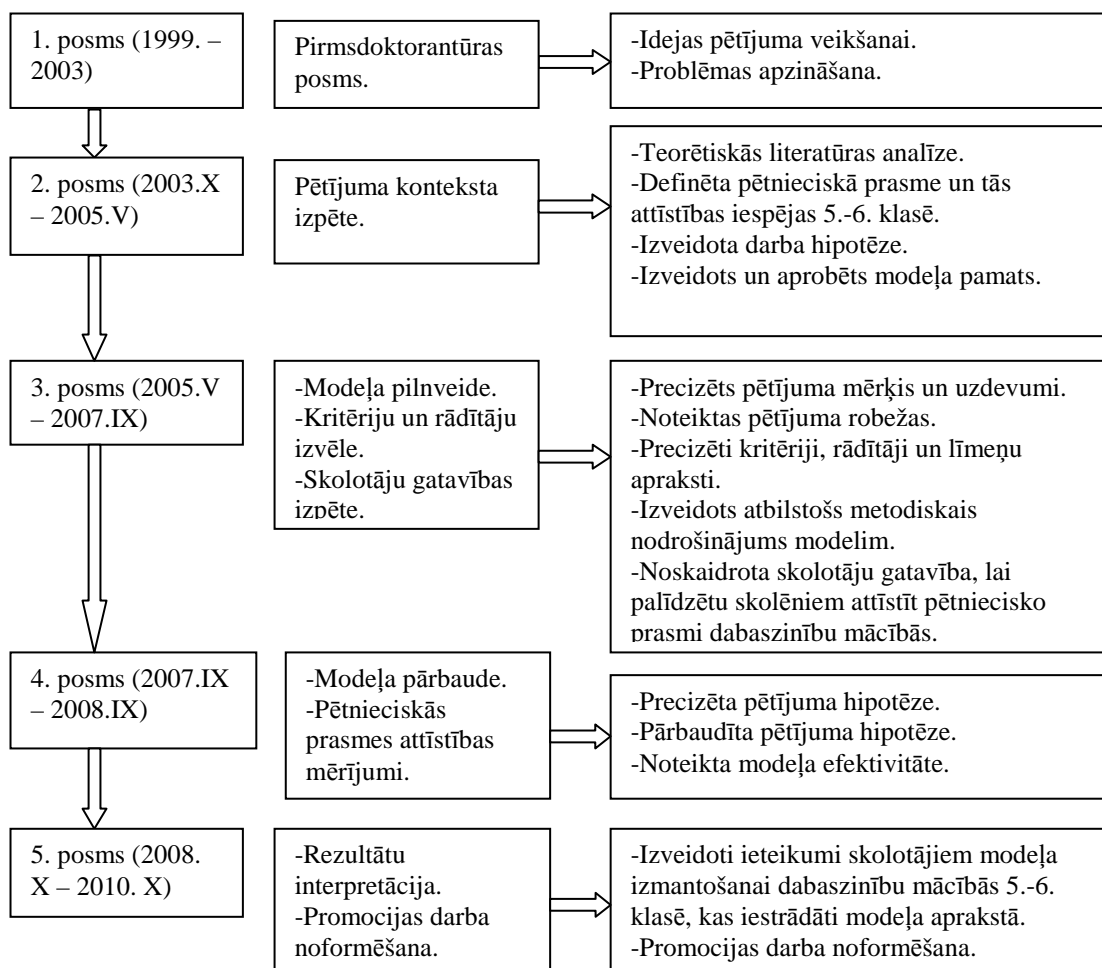 1. posms (1999. –
2003)
Pirmsdoktorantūras
posms.
-Idejas pētījuma veikšanai.
-Problēmas apzināšana.
2. posms (2003.X
– 2005.V)
Pētījuma konteksta
izpēte.
-Teorētiskās literatūras analīze.
-Definēta pētnieciskā prasme un tās
attīstības iespējas 5.-6. klasē.
-Izveidota darba hipotēze.
-Izveidots un aprobēts modeļa pamats.
3. posms (2005.V
– 2007.IX)
-Modeļa pilnveide.
-Kritēriju un rādītāju
izvēle.
-Skolotāju gatavības
izpēte.
-Precizēts pētījuma mērķis un uzdevumi.
-Noteiktas pētījuma robežas.
-Precizēti kritēriji, rādītāji un līmeņu
apraksti.
-Izveidots atbilstošs metodiskais
nodrošinājums modelim.
-Noskaidrota skolotāju gatavība, lai
palīdzētu skolēniem attīstīt pētniecisko
prasmi dabaszinību mācībās.
4. posms (2007.IX
– 2008.IX)
-Modeļa pārbaude.
-Pētnieciskās
prasmes attīstības
mērījumi.
-Precizēta pētījuma hipotēze.
-Pārbaudīta pētījuma hipotēze.
-Noteikta modeļa efektivitāte.
5. posms (2008.
X – 2010. X)
-Rezultātu
interpretācija.
-Promocijas darba
noformēšana.
-Izveidoti ieteikumi skolotājiem modeļa
izmantošanai dabaszinību mācībās 5.-6.
klasē, kas iestrādāti modeļa aprakstā.
-Promocijas darba noformēšana.